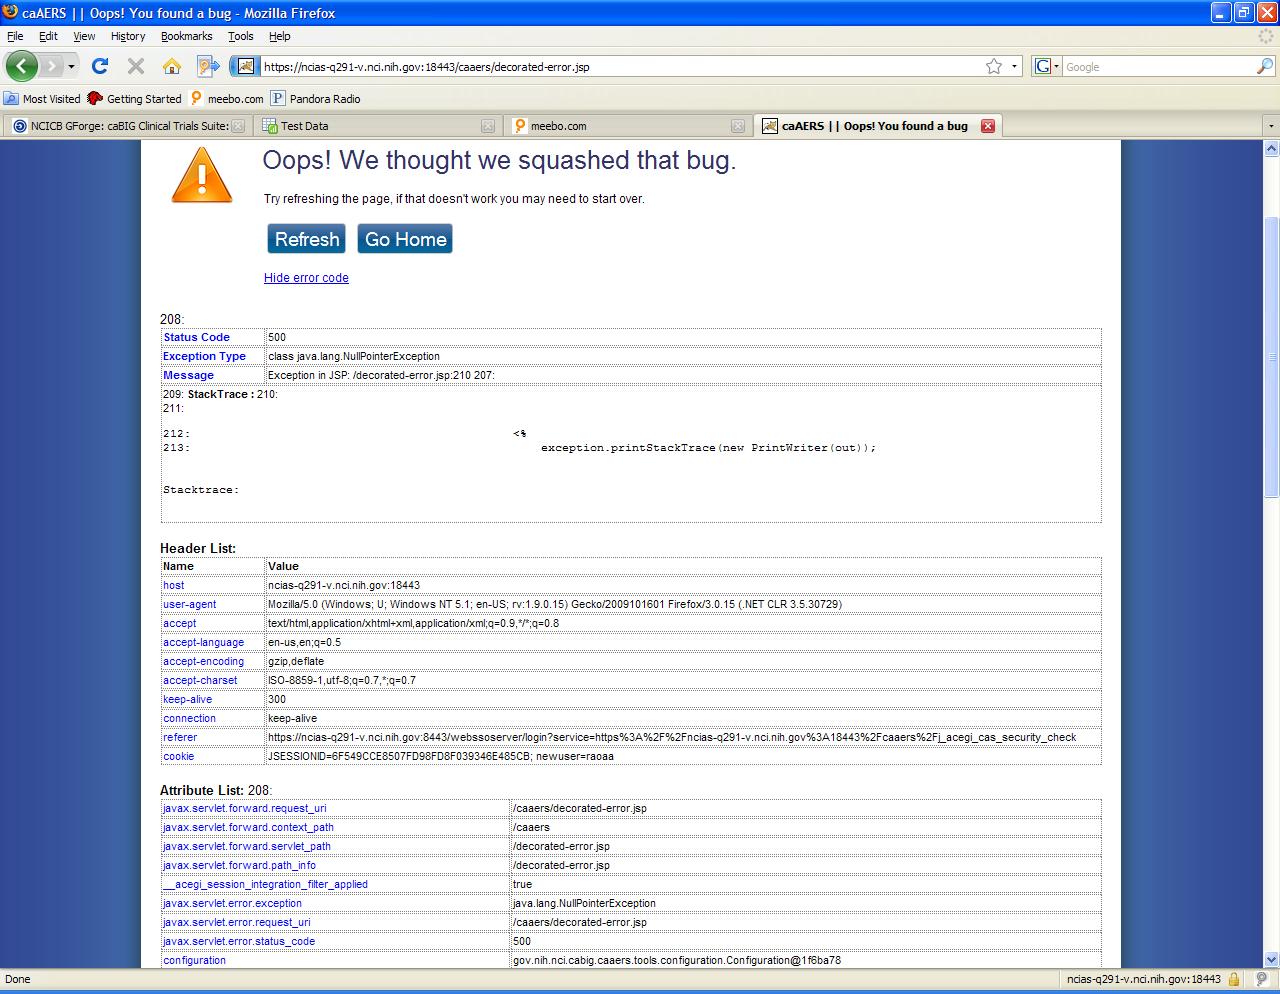 caAERS || Oops! You found a bug - Mozilla Firefox
File Edit View History Bookmarks Tools Help
https://ncias-q291-v.nci.nih.gov:18443/caaers/decorated-error.jsp
G Google
Most Visited Getting Started meebo.com P Pandora Radio
NCICB GForge: caBIG Clinical Trials Suite: Test Data meebo.com caAERS || Oops! You found a bug
Oops! We thought we squashed that bug.
Try refreshing the page, if that doesn't work you may need to start over.
Refresh Go Home
Hide error code
208:
Status Code 500
Exception Type class java.lang.NullPointerException
Message Exception in JSP: /decorated-error.jsp:210 207:
209: StackTrace : 210:
211:
212: <%
213: exception.printStackTrace(new PrintWriter(out));
Stacktrace:
Header List:
Name Value
host ncias-q291-v.nci.nih.gov:18443
user-agent Mozilla/5.0 (Windows; U; Windows NT 5.1; en-US; rv:1.9.0.15) Gecko/2009101601 Firefox/3.0.15 (.NET CLR 3.5.30729)
accept text/html,application/xhtml+xml,application/xml;q=0.9,*/*;q=0.8
accept-language en-us,en;q=0.5
accept-encoding gzip,deflate
accept-charset ISO-8859-1,utf-8;q=0.7,*;q=0.7
keep-alive 300
connection keep-alive
referer https://ncias-q291-v.nci.nih.gov:8443/webssoserver/login?service=https%3A%2F%2Fncias-q291-v.nci.nih.gov%3A18443%2Fcaaers%2Fj_acegi_cas_security_check
cookie JSESSIONID=6F549CCE8507FD98FD8F039346E485CB; newuser=raoaa
Attribute List: 208:
javax.servlet.forward.request_uri /caaers/decorated-error.jsp
javax.servlet.forward.context_path /caaers
javax.servlet.forward.servlet_path /decorated-error.jsp
javax.servlet.forward.path_info /decorated-error.jsp
__acegi_session_integration_filter_applied true
javax.servlet.error.exception java.lang.NullPointerException
javax.servlet.error.request_uri /caaers/decorated-error.jsp
javax.servlet.error.status_code 500
configuration gov.nih.nci.cabig.caaers.tools.configuration.Configuration@1f6ba78
Done ncias-q291-v.nci.nih.gov:18443